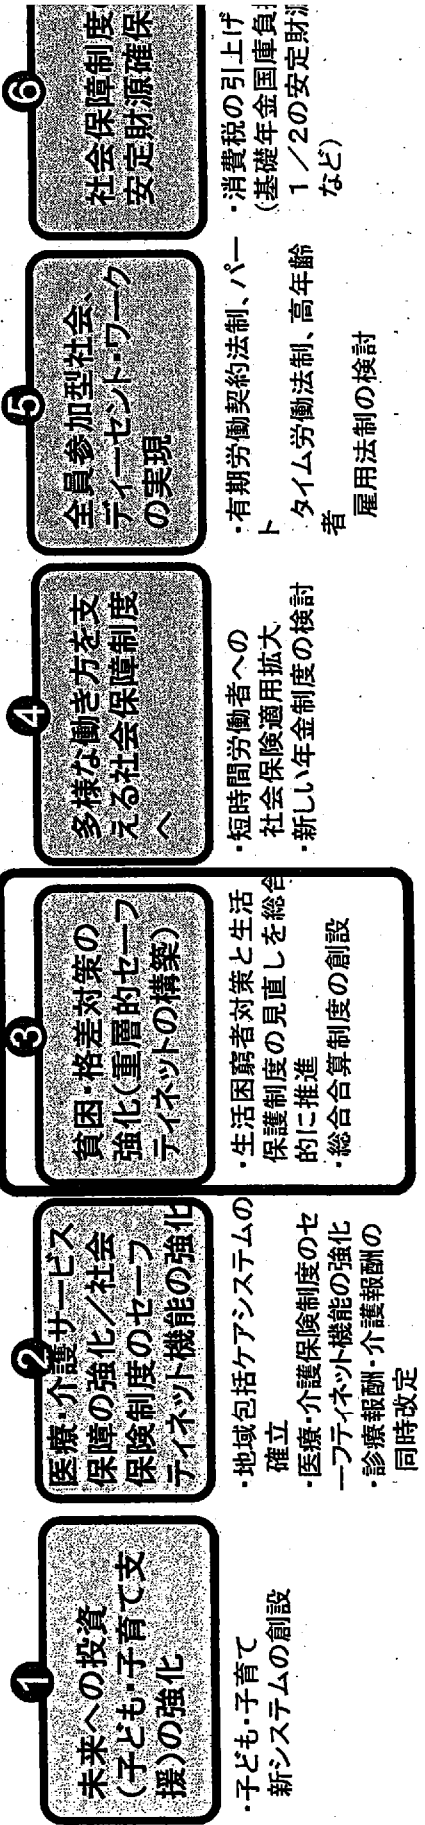 1
未来への投資
(子ども・子育て支
援)の強化
・子ども・子育て
新システムの創設
2
医療・介護サービス
保障の強化/社会
保険制度のセーフ
ティネット機能の強化
・地域包括ケアシステムの
確立
・医療・介護保険制度のセ
ーフティネット機能の強化
・診療報酬・介護報酬の
同時改定
3
貧困・格差対策の
強化(重層的セーフ
ティネットの構築)
・生活困窮者対策と生活
保護制度の見直しを総合
的に推進
・総合合算制度の創設
4
多様な働き方を支
える社会保障制度
へ
・短時間労働者への
社会保険適用拡大
・新しい年金制度の検討
5
全員参加型社会、
ディーセント・ワーク
の実現
・有期労働契約法制、パー
ト
タイム労働法制、高年齢
者
雇用法制の検討
6
社会保障制度
安定財源確保
・消費税の引上げ
(基礎年金国庫負
1/2の安定財
など)